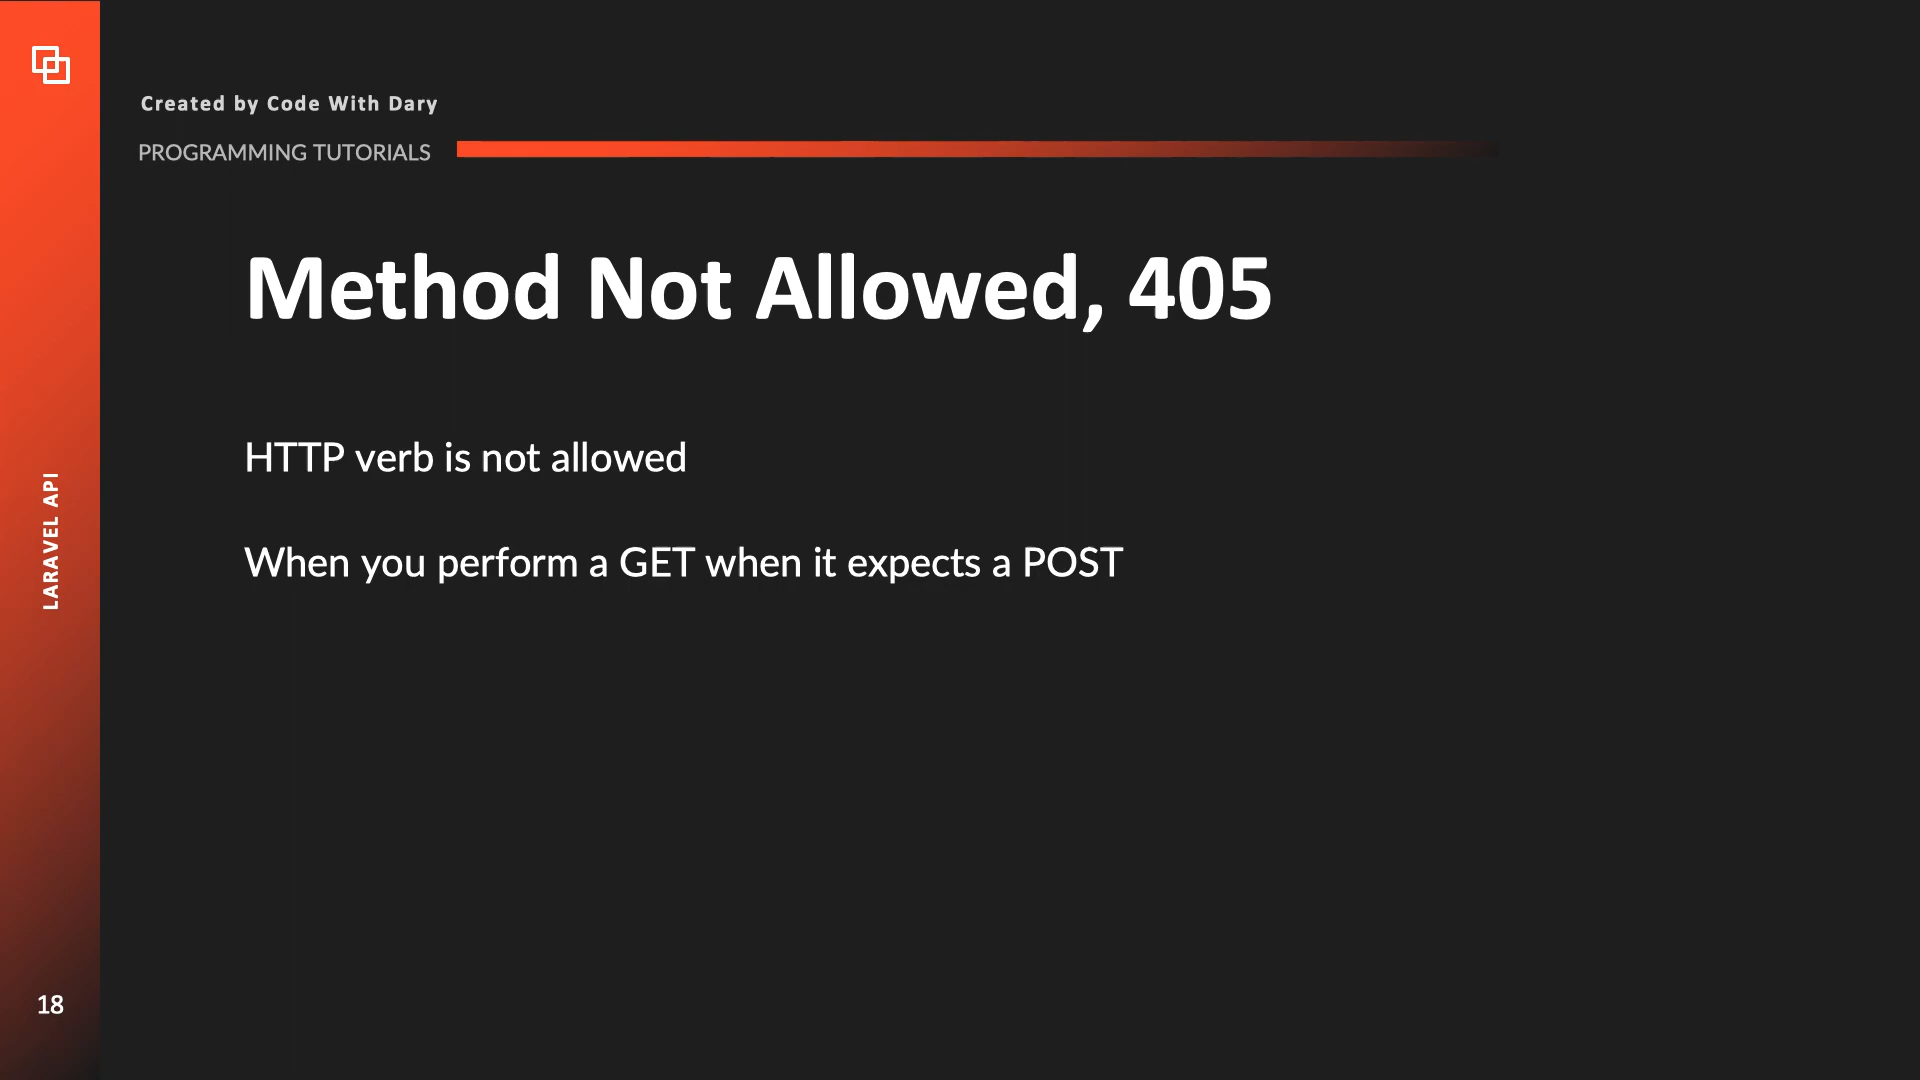 Created by Code With Dary
PROGRAMMING TUTORIALS
Method Not Allowed, 405
HTTP verb is not allowed
When you perform a GET when it expects a POST
LARAVEL API
18